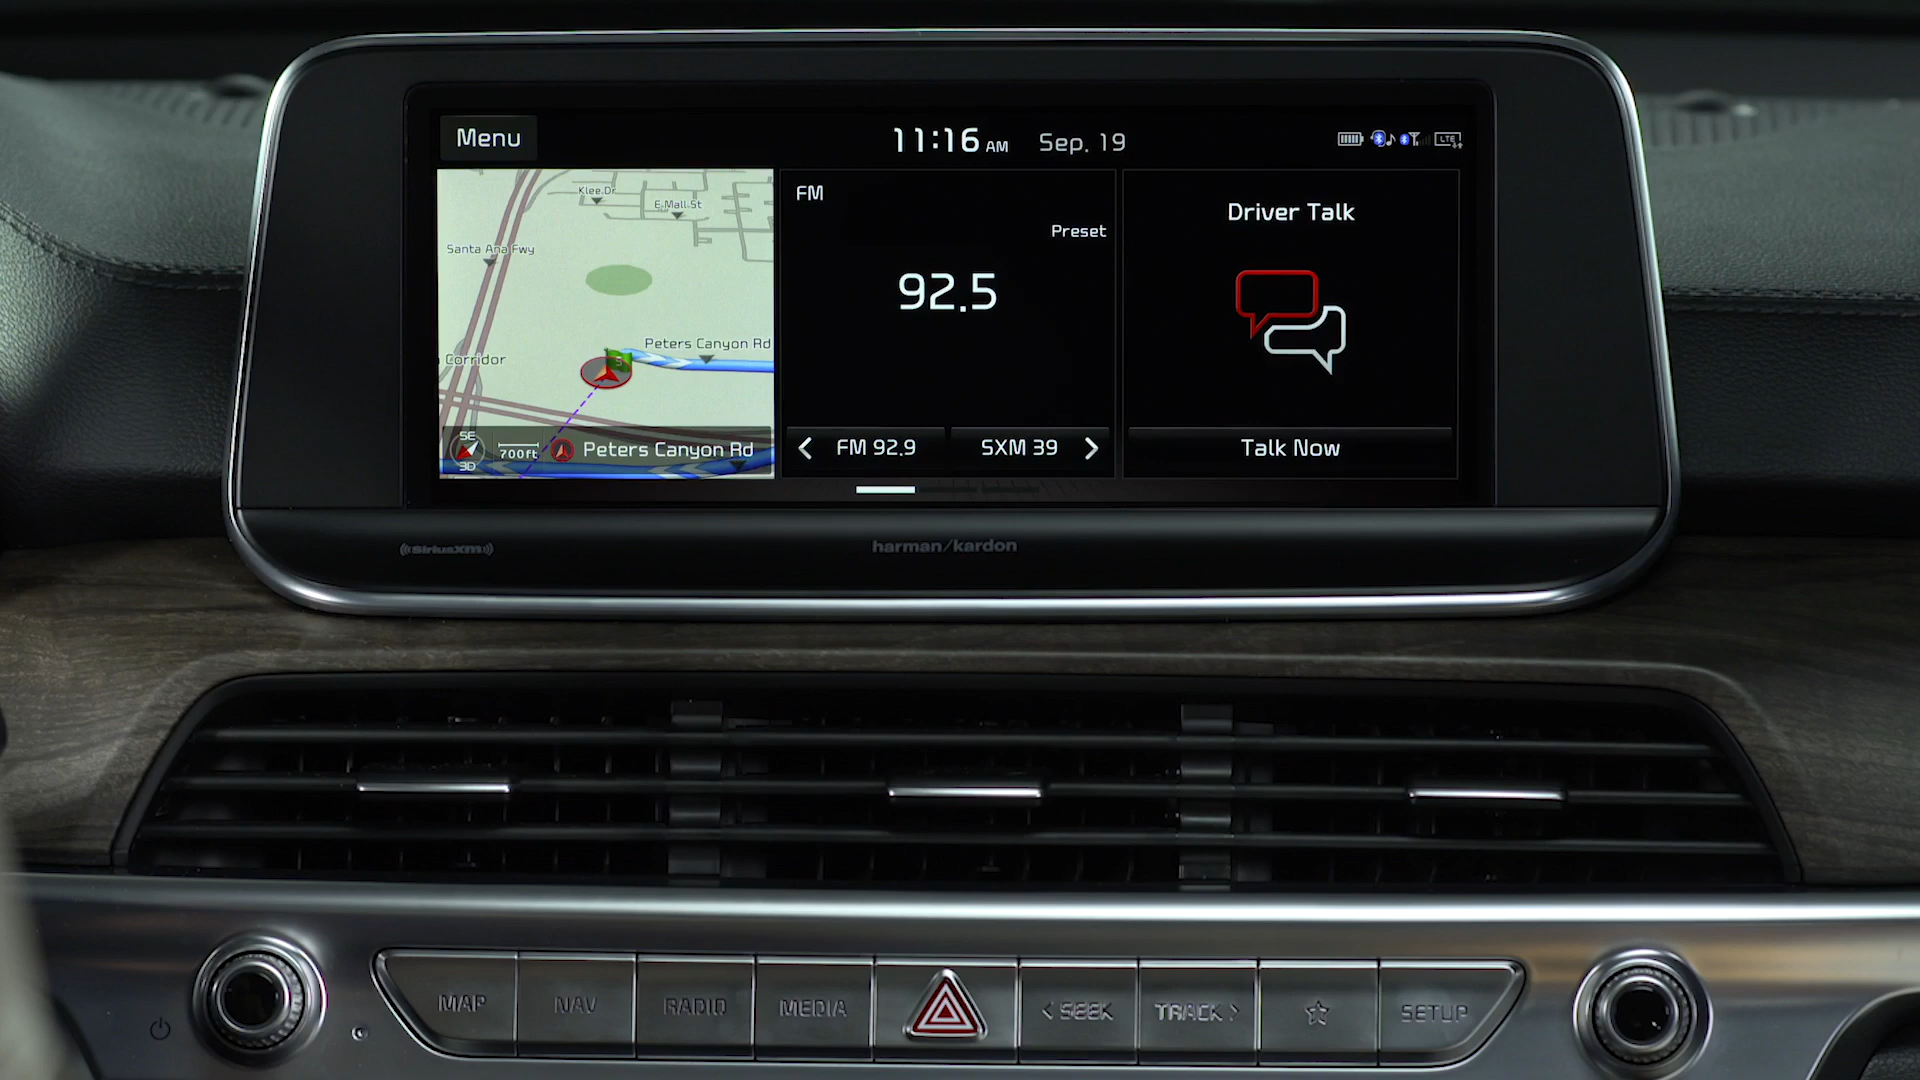 Menu
11:16 AM
Sep. 19
LTE
Klee Dr
E Mall St
Santa Ana Fwy
Corridor
Peters Canyon Rd
SE
3D
700ft
Peters Canyon Rd
FM
Preset
92.5
FM 92.9
SXM 39
Driver Talk
Talk Now
SiriusXM
harman/kardon
MAP
NAV
RADIO
MEDIA
< SEEK
TRACK >
SETUP